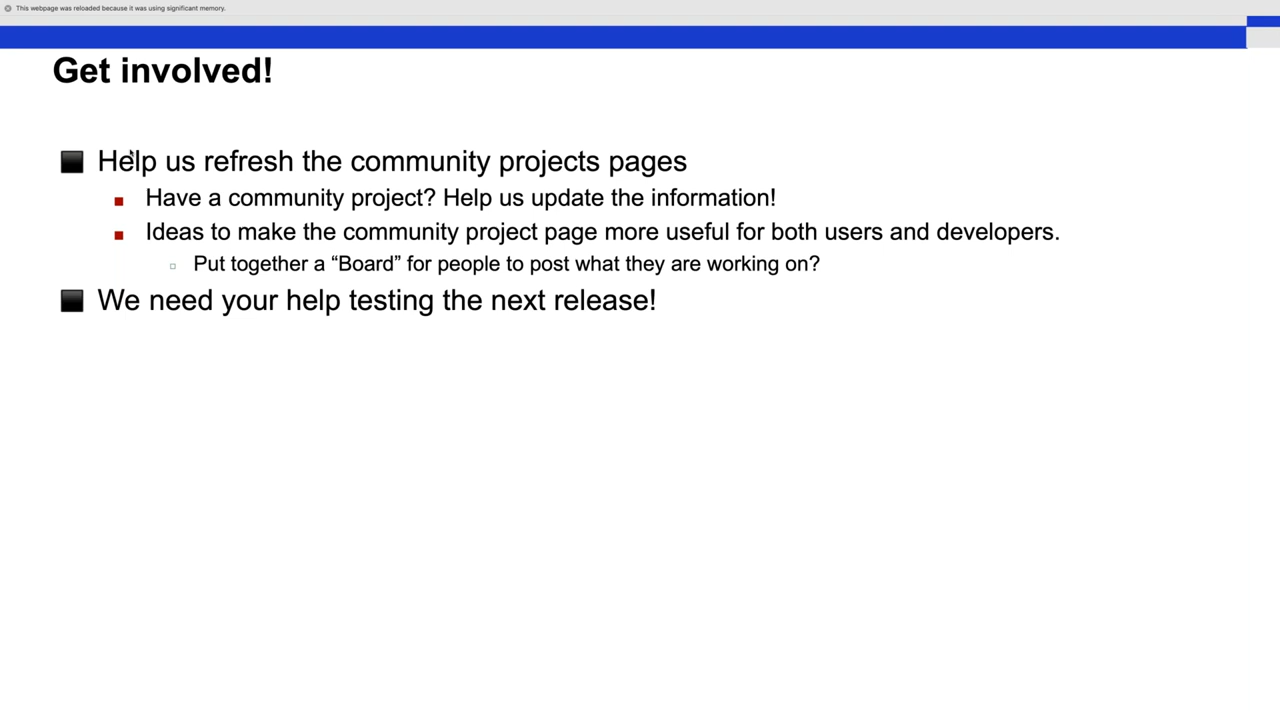 This webpage was reloaded because it was using significant memory.
Get involved!
Help us refresh the community projects pages
Have a community project? Help us update the information!
Ideas to make the community project page more useful for both users and developers.
Put together a “Board” for people to post what they are working on?
We need your help testing the next release!